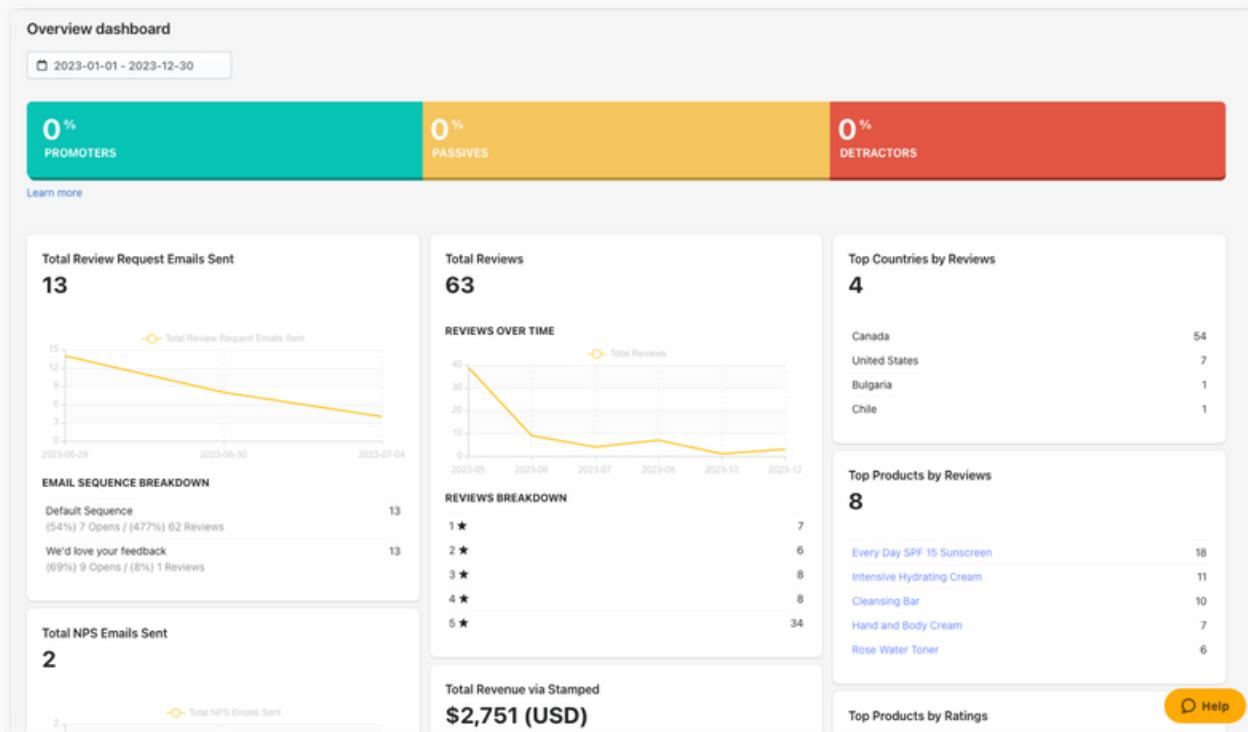 Overview dashboard
2023-01-01 - 2023-12-30
0%
PROMOTERS
0%
PASSIVES
0%
DETRACTORS
Learn more
Total Review Request Emails Sent
13
Total Review Request Emails Sent
15
12
9
6
3
0
2023-06-29 2023-06-30 2023-07-04
EMAIL SEQUENCE BREAKDOWN
Default Sequence 13
(54%) 7 Opens / (477%) 62 Reviews
We'd love your feedback 13
(69%) 9 Opens / (8%) 1 Reviews
Total NPS Emails Sent
2
Total NPS Emails Sent
2
Total Reviews
63
REVIEWS OVER TIME
Total Reviews
40
30
20
10
0
2023-05 2023-06 2023-07 2023-08 2023-10 2023-12
REVIEWS BREAKDOWN
1 ★ 7
2 ★ 6
3 ★ 8
4 ★ 8
5 ★ 34
Total Revenue via Stamped
$2,751 (USD)
Top Countries by Reviews
4
Canada 54
United States 7
Bulgaria 1
Chile 1
Top Products by Reviews
8
Every Day SPF 15 Sunscreen 18
Intensive Hydrating Cream 11
Cleansing Bar 10
Hand and Body Cream 7
Rose Water Toner 6
Top Products by Ratings
Help